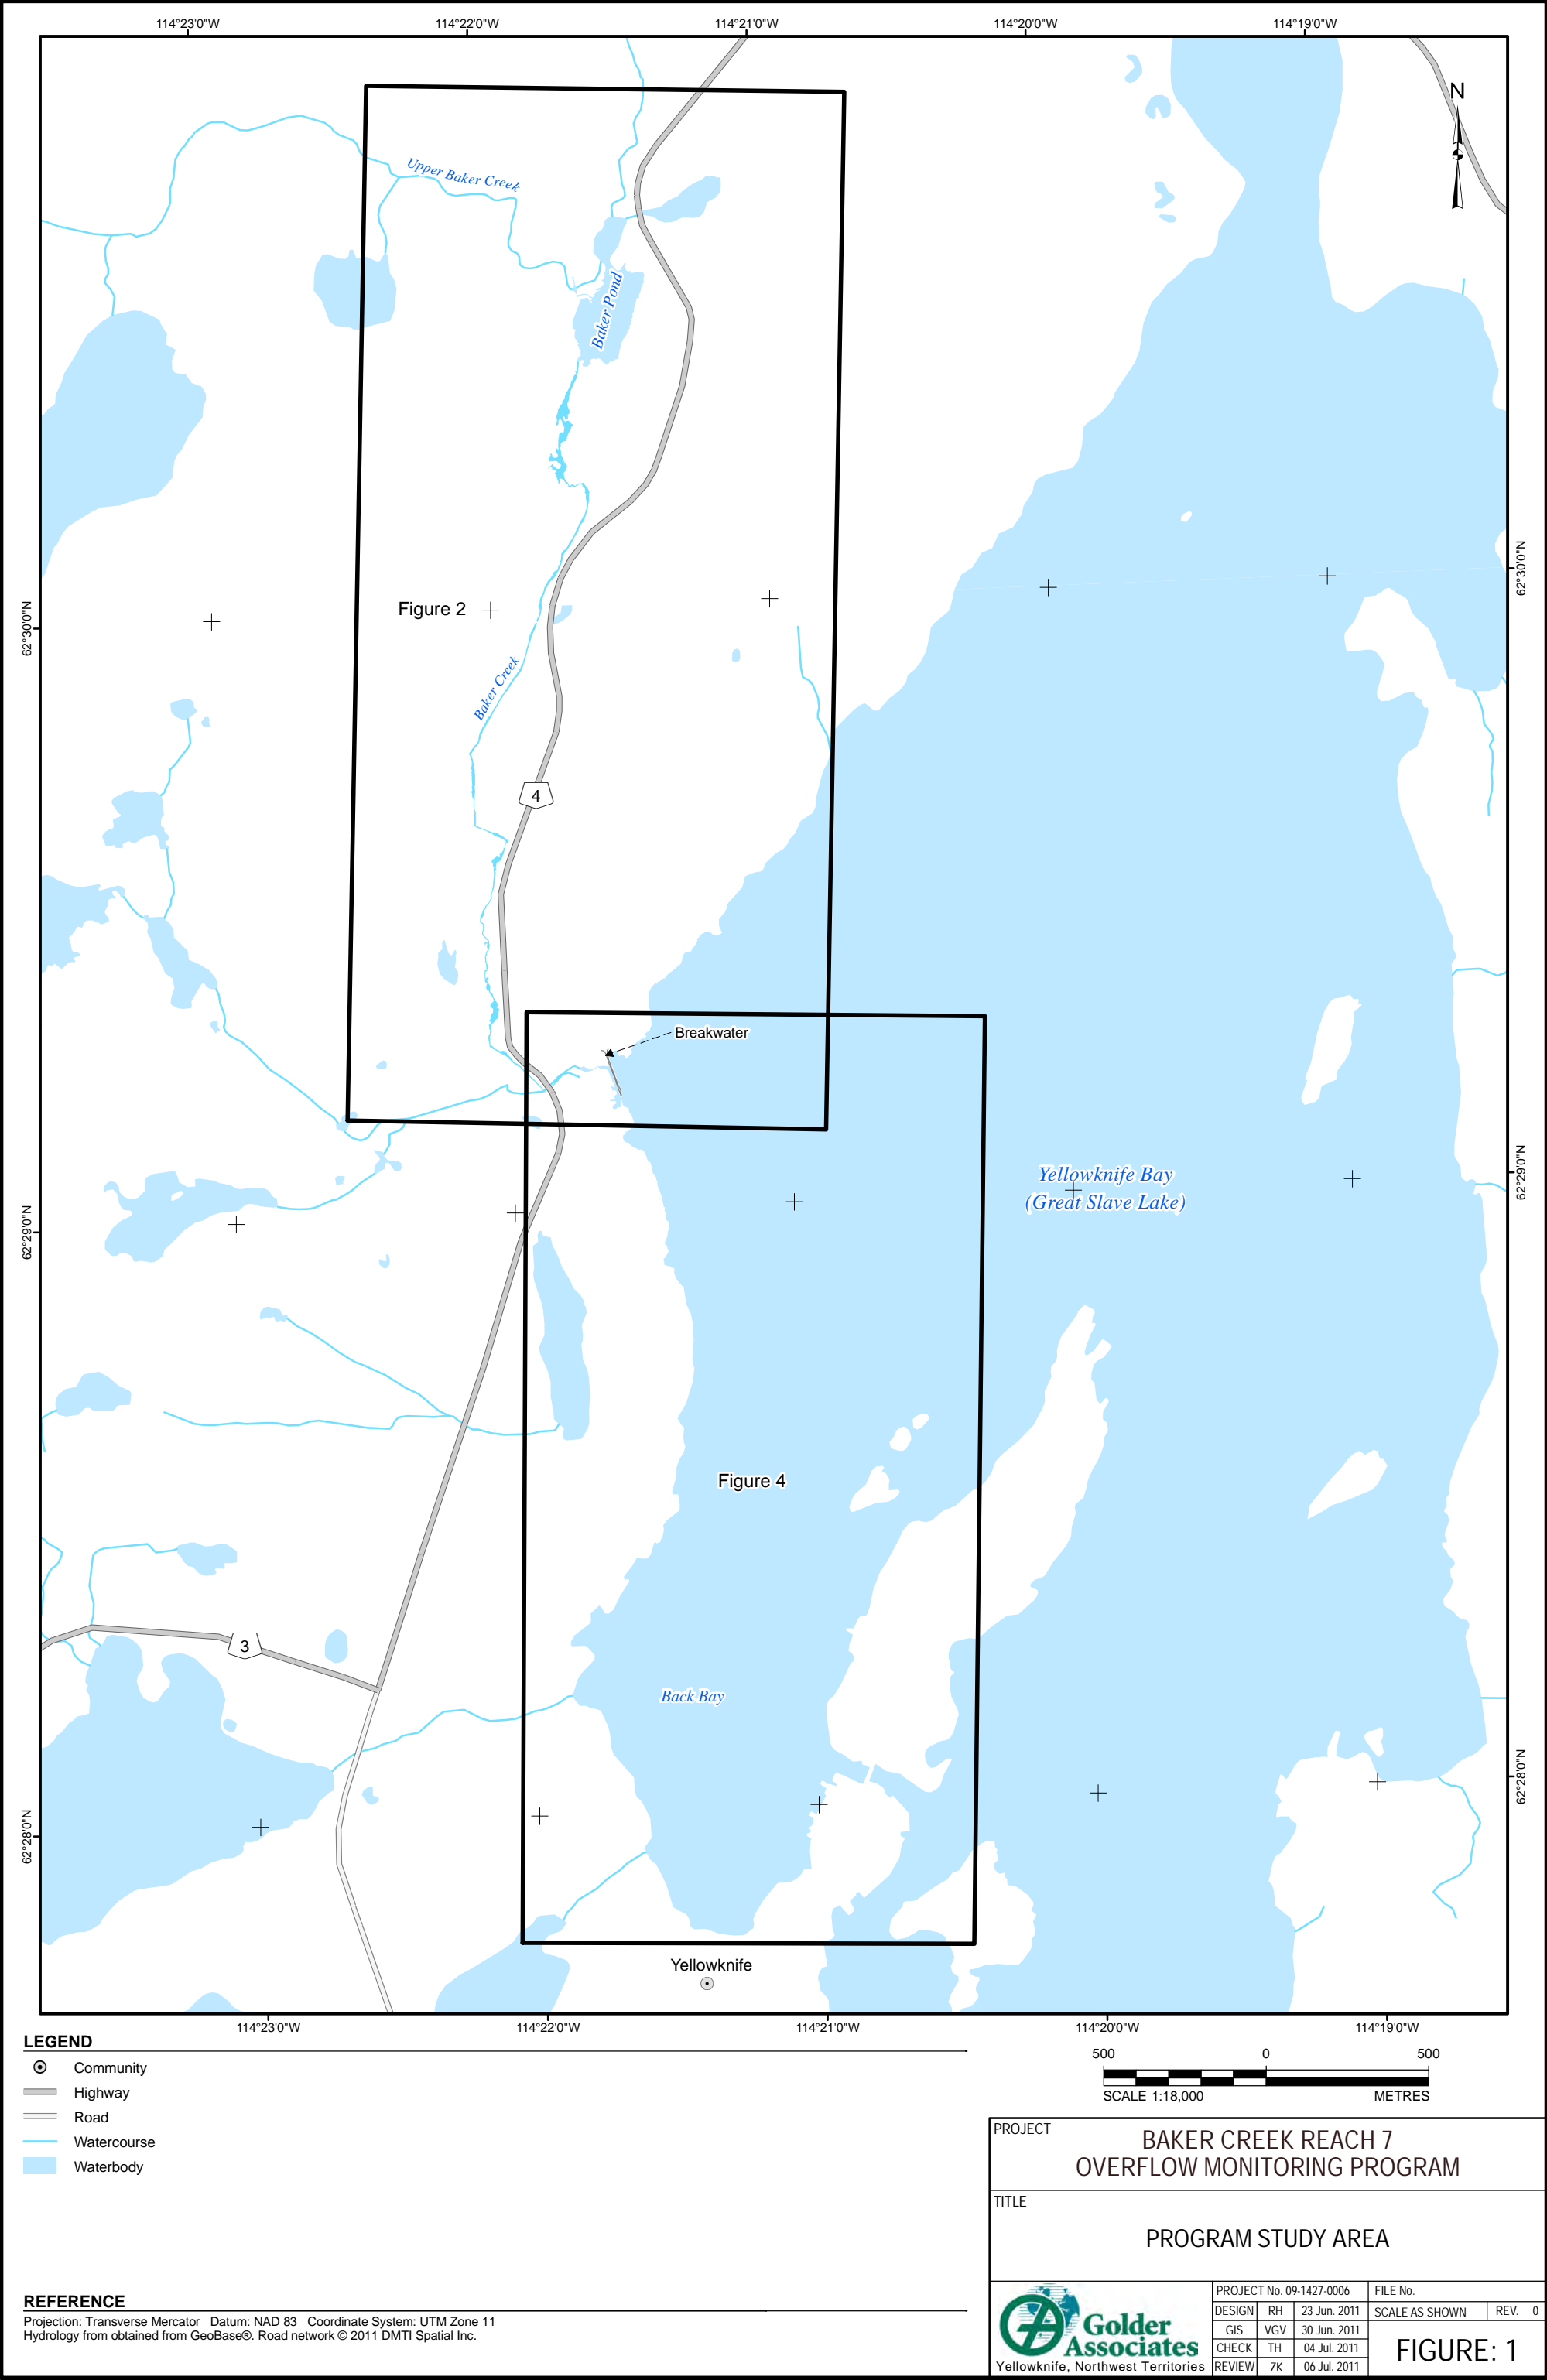 114°23'0"W 114°22'0"W 114°21'0"W 114°20'0"W 114°19'0"W
N
Upper Baker Creek
Baker Pond
62°30'0"N
62°30'0"N
Figure 2
Baker Creek
4
Breakwater
Yellowknife Bay
(Great Slave Lake)
62°29'0"N
62°29'0"N
Figure 4
3
Back Bay
62°28'0"N
62°28'0"N
Yellowknife
114°23'0"W 114°22'0"W 114°21'0"W 114°20'0"W 114°19'0"W
LEGEND
Community
Highway
Road
Watercourse
Waterbody
500 0 500
SCALE 1:18,000 METRES
REFERENCE
Projection: Transverse Mercator Datum: NAD 83 Coordinate System: UTM Zone 11
Hydrology from obtained from GeoBase®. Road network © 2011 DMTI Spatial Inc.
PROJECT
BAKER CREEK REACH 7
OVERFLOW MONITORING PROGRAM
TITLE
PROGRAM STUDY AREA
Golder
Associates
Yellowknife, Northwest Territories
PROJECT No. 09-1427-0006 FILE No.
DESIGN RH 23 Jun. 2011 SCALE AS SHOWN REV. 0
GIS VGV 30 Jun. 2011
CHECK TH 04 Jul. 2011
REVIEW ZK 06 Jul. 2011
FIGURE: 1